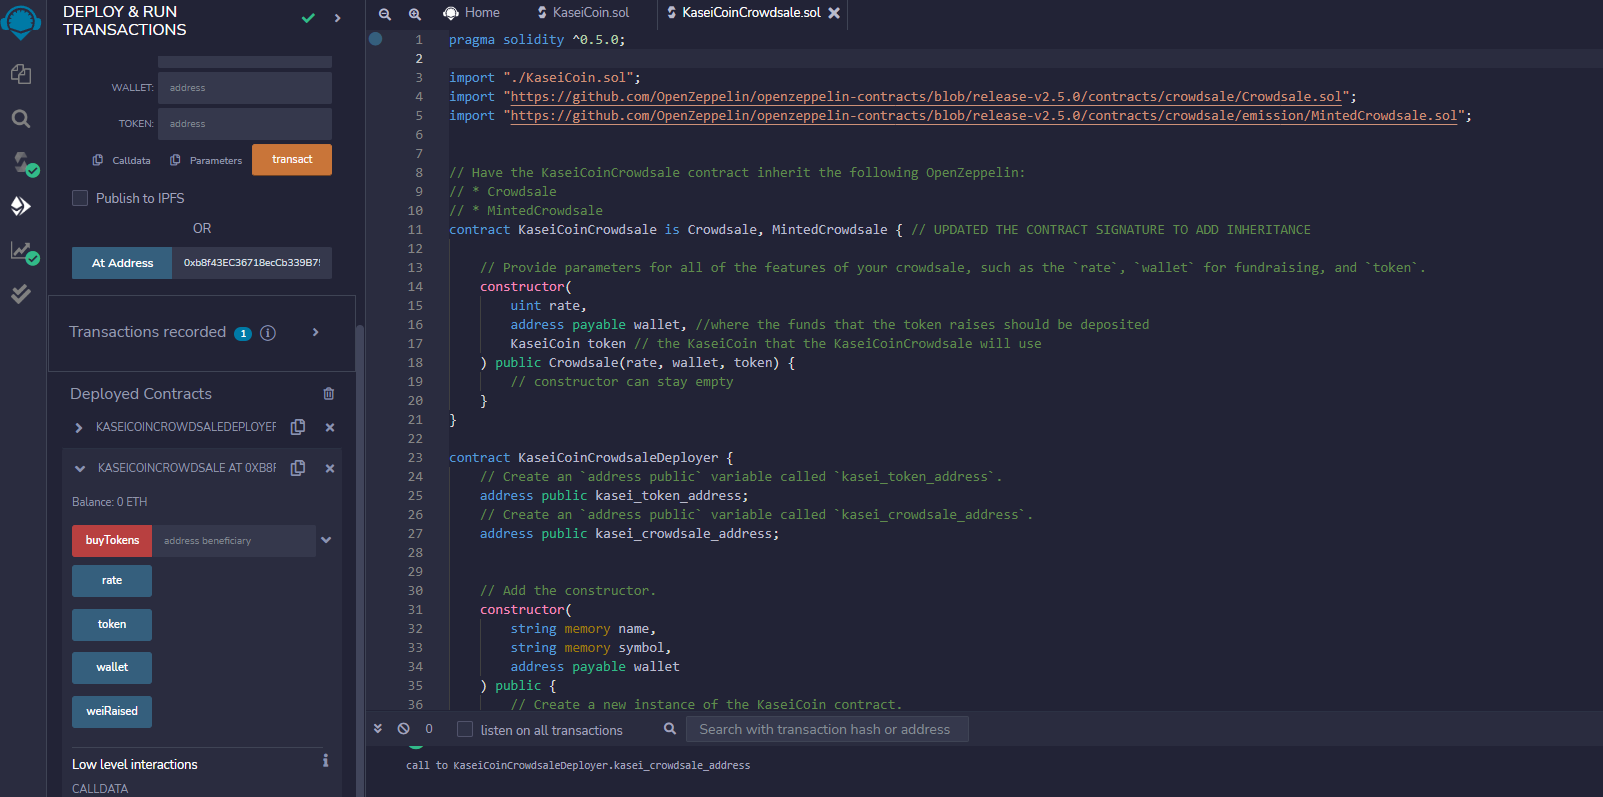 DEPLOY & RUN
TRANSACTIONS
WALLET: address
TOKEN: address
Calldata Parameters transact
Publish to IPFS
OR
At Address 0xb8f43EC36718ecCb339B75
Transactions recorded 1 i
Deployed Contracts
KASEICOINCROWDSALEDEPLOYER
KASEICOINCROWDSALE AT 0XB8F
Balance: 0 ETH
buyTokens address beneficiary
rate
token
wallet
weiRaised
Low level interactions i
CALLDATA
Home KaseiCoin.sol KaseiCoinCrowdsale.sol
1 pragma solidity ^0.5.0;
2
3 import "./KaseiCoin.sol";
4 import "https://github.com/OpenZeppelin/openzeppelin-contracts/blob/release-v2.5.0/contracts/crowdsale/Crowdsale.sol";
5 import "https://github.com/OpenZeppelin/openzeppelin-contracts/blob/release-v2.5.0/contracts/crowdsale/emission/MintedCrowdsale.sol";
6
7
8 // Have the KaseiCoinCrowdsale contract inherit the following OpenZeppelin:
9 // * Crowdsale
10 // * MintedCrowdsale
11 contract KaseiCoinCrowdsale is Crowdsale, MintedCrowdsale { // UPDATED THE CONTRACT SIGNATURE TO ADD INHERITANCE
12
13 // Provide parameters for all of the features of your crowdsale, such as the `rate`, `wallet` for fundraising, and `token`.
14 constructor(
15 uint rate,
16 address payable wallet, //where the funds that the token raises should be deposited
17 KaseiCoin token // the KaseiCoin that the KaseiCoinCrowdsale will use
18 ) public Crowdsale(rate, wallet, token) {
19 // constructor can stay empty
20 }
21 }
22
23 contract KaseiCoinCrowdsaleDeployer {
24 // Create an `address public` variable called `kasei_token_address`.
25 address public kasei_token_address;
26 // Create an `address public` variable called `kasei_crowdsale_address`.
27 address public kasei_crowdsale_address;
28
29
30 // Add the constructor.
31 constructor(
32 string memory name,
33 string memory symbol,
34 address payable wallet
35 ) public {
36 // Create a new instance of the KaseiCoin contract.
0 listen on all transactions Search with transaction hash or address
call to KaseiCoinCrowdsaleDeployer.kasei_crowdsale_address